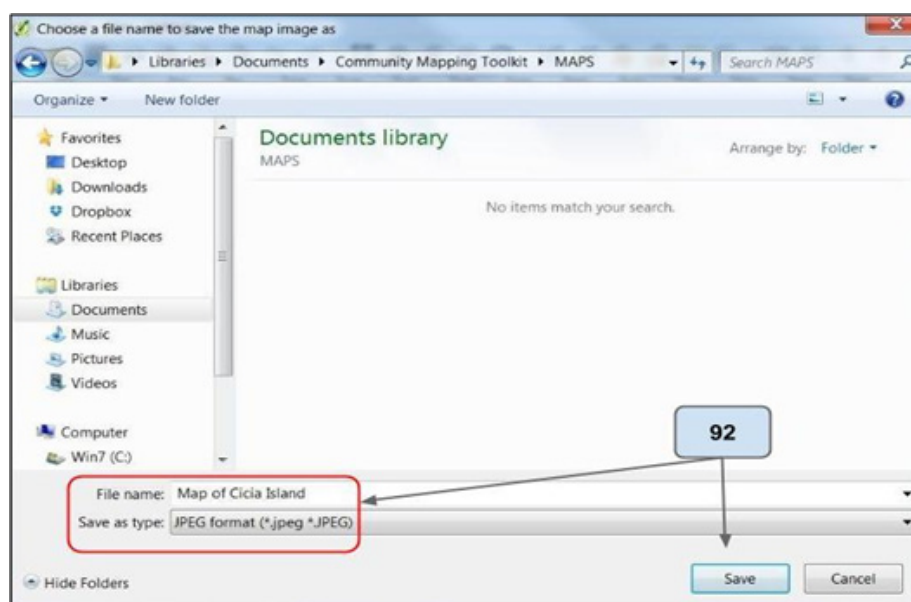 Choose a file name to save the map image as
Libraries Documents Community Mapping Toolkit MAPS Search MAPS
Organize New folder
Favorites
Desktop
Downloads
Dropbox
Recent Places
Libraries
Documents
Music
Pictures
Videos
Computer
Win7 (C:)
Documents library
MAPS
Arrange by: Folder
No items match your search.
92
File name: Map of Cicia Island
Save as type: JPEG format (*.jpeg *.JPEG)
Hide Folders
Save Cancel